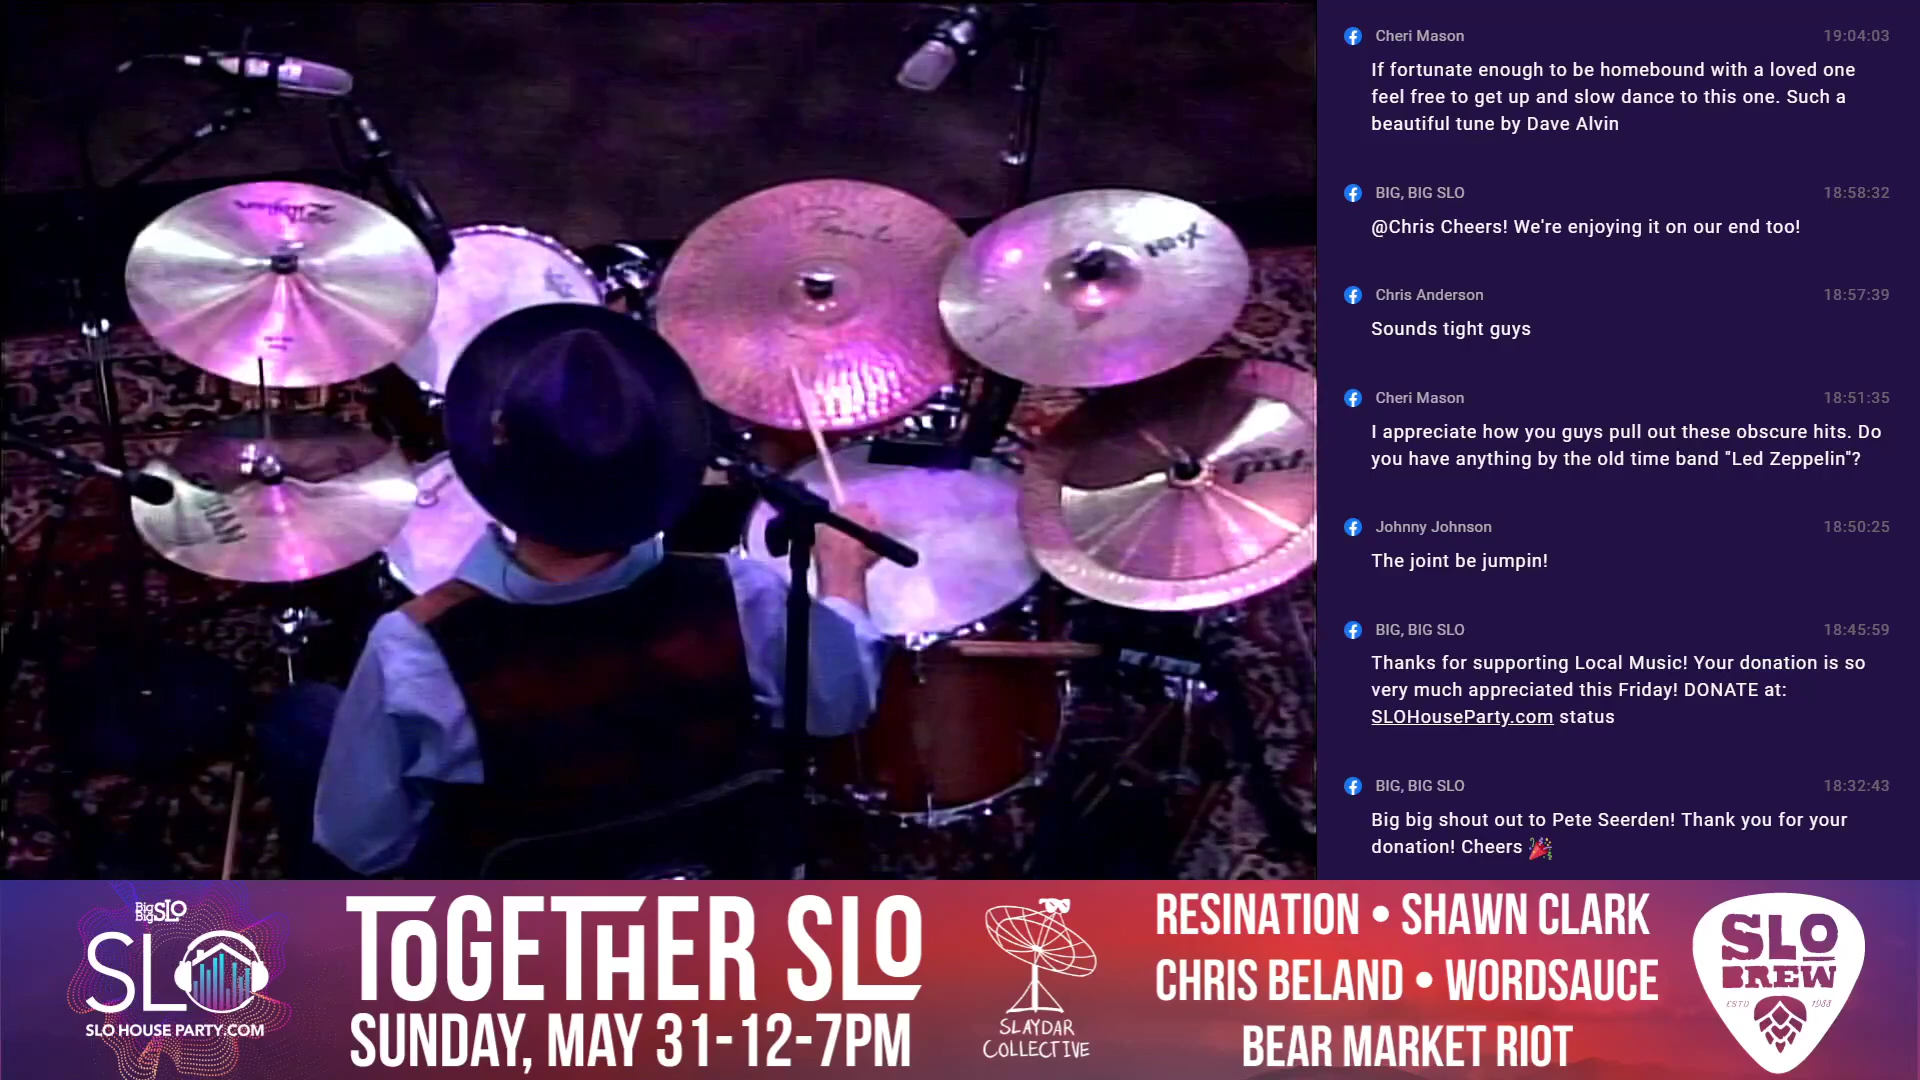 Cheri Mason 19:04:03
If fortunate enough to be homebound with a loved one
feel free to get up and slow dance to this one. Such a
beautiful tune by Dave Alvin
BIG, BIG SLO 18:58:32
@Chris Cheers! We're enjoying it on our end too!
Chris Anderson 18:57:39
Sounds tight guys
Cheri Mason 18:51:35
I appreciate how you guys pull out these obscure hits. Do
you have anything by the old time band "Led Zeppelin"?
Johnny Johnson 18:50:25
The joint be jumpin!
BIG, BIG SLO 18:45:59
Thanks for supporting Local Music! Your donation is so
very much appreciated this Friday! DONATE at:
SLOHouseParty.com status
BIG, BIG SLO 18:32:43
Big big shout out to Pete Seerden! Thank you for your
donation! Cheers 🎉
Big Big SLO
SLO
SLO HOUSE PARTY.COM
TOGETHER SLO
SUNDAY, MAY 31-12-7PM
SLAYDAR
COLLECTIVE
RESINATION • SHAWN CLARK
CHRIS BELAND • WORDSAUCE
BEAR MARKET RIOT
SLO
BREW
ESTD 1988